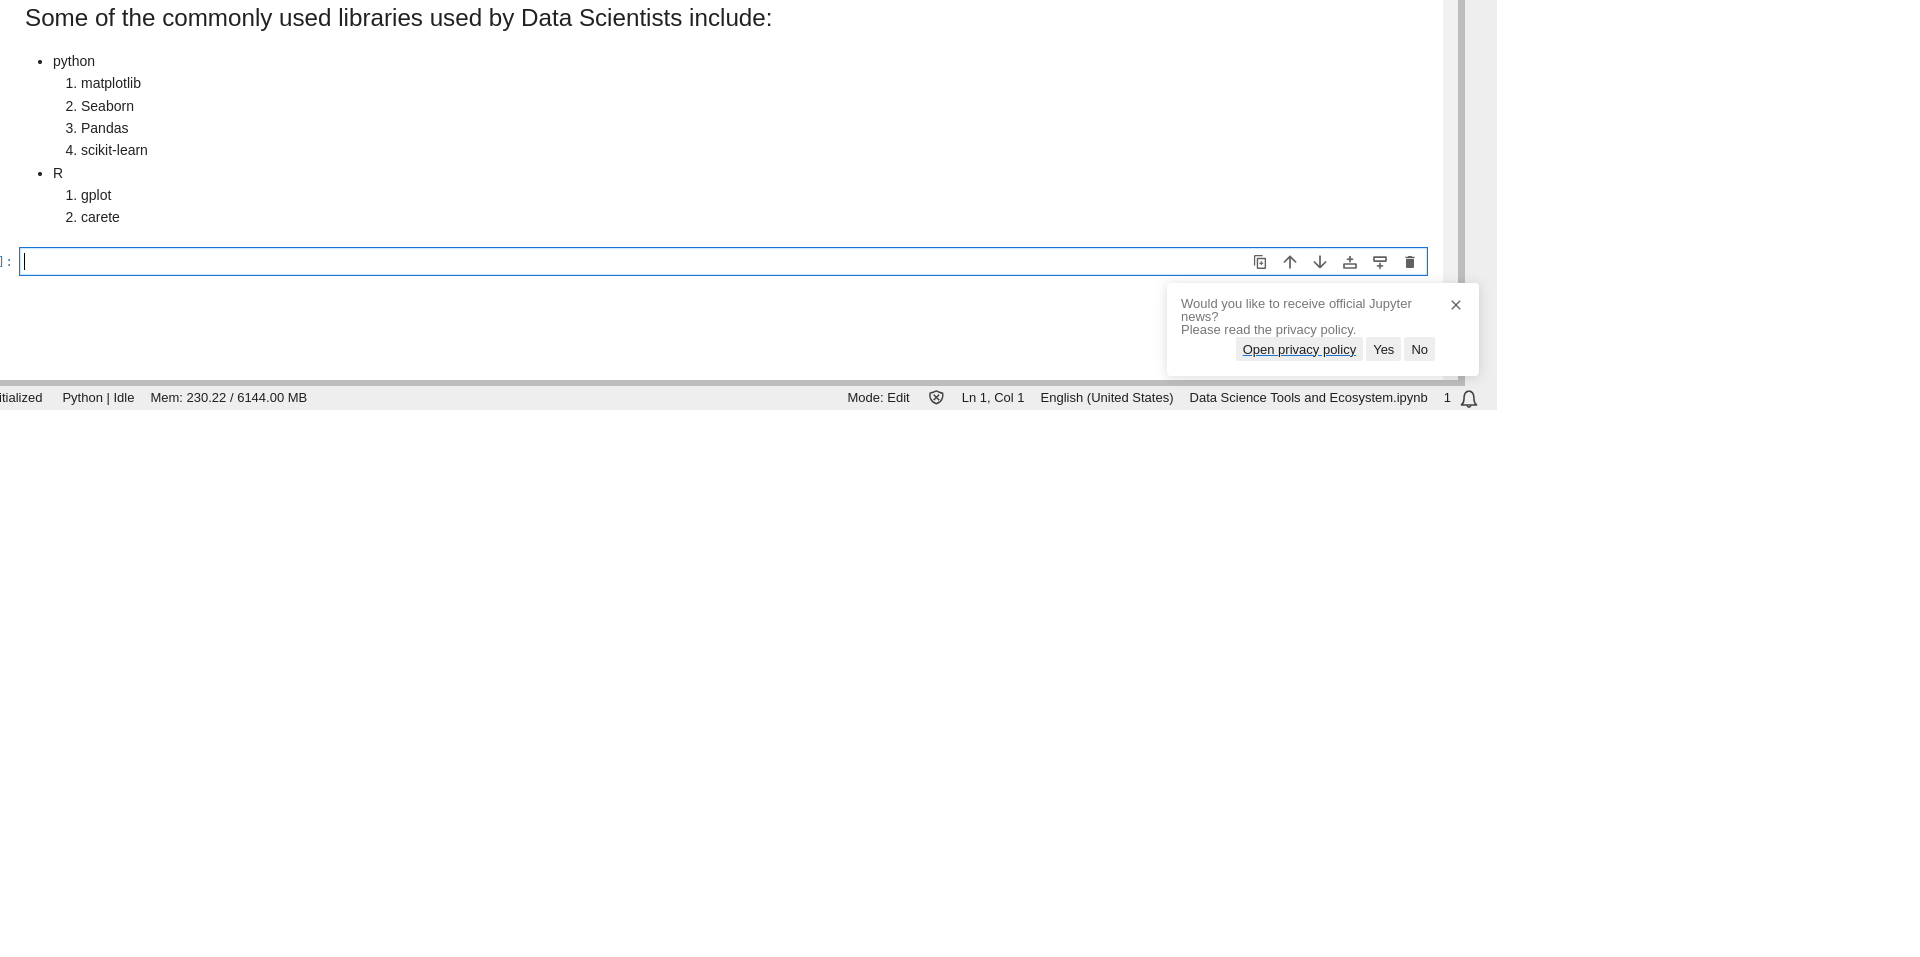 Some of the commonly used libraries used by Data Scientists include:
• python
1. matplotlib
2. Seaborn
3. Pandas
4. scikit-learn
• R
1. gplot
2. carete
]:
Would you like to receive official Jupyter
news?
Please read the privacy policy.
Open privacy policy Yes No
itialized Python | Idle Mem: 230.22 / 6144.00 MB Mode: Edit Ln 1, Col 1 English (United States) Data Science Tools and Ecosystem.ipynb 1